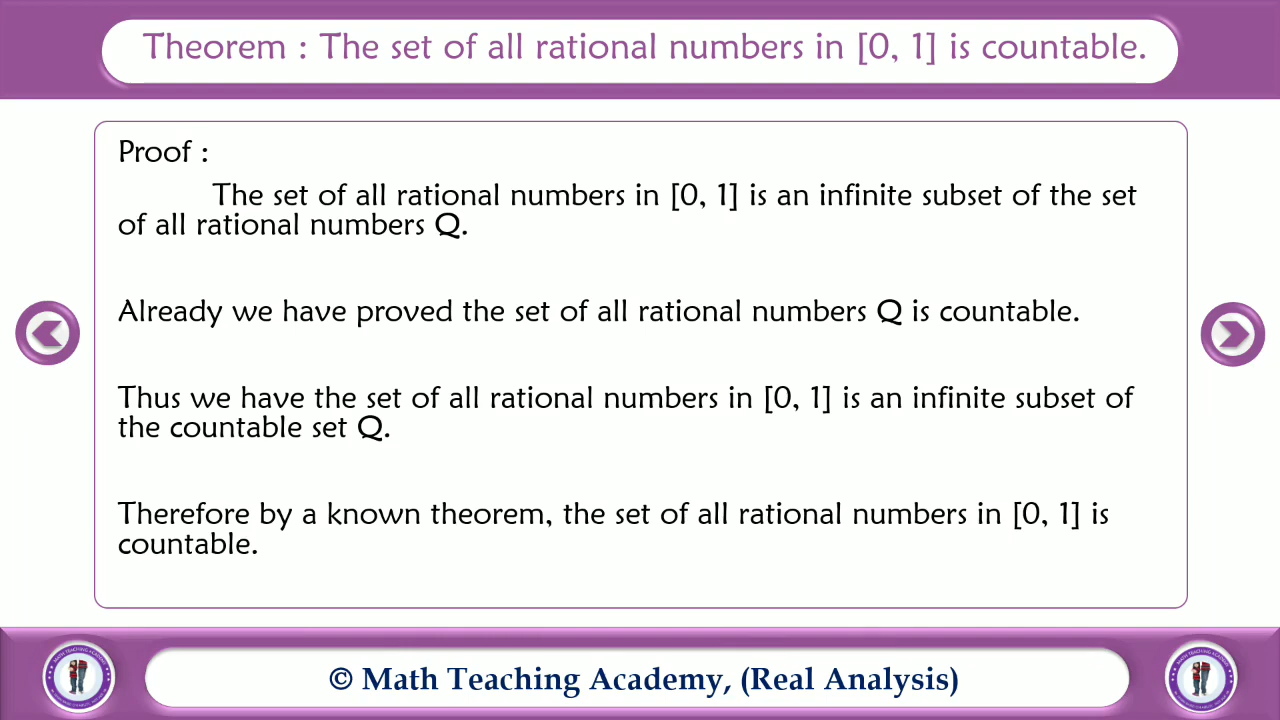 Theorem : The set of all rational numbers in [0, 1] is countable.
Proof :
The set of all rational numbers in [0, 1] is an infinite subset of the set
of all rational numbers Q.
Already we have proved the set of all rational numbers Q is countable.
Thus we have the set of all rational numbers in [0, 1] is an infinite subset of
the countable set Q.
Therefore by a known theorem, the set of all rational numbers in [0, 1] is
countable.
© Math Teaching Academy, (Real Analysis)